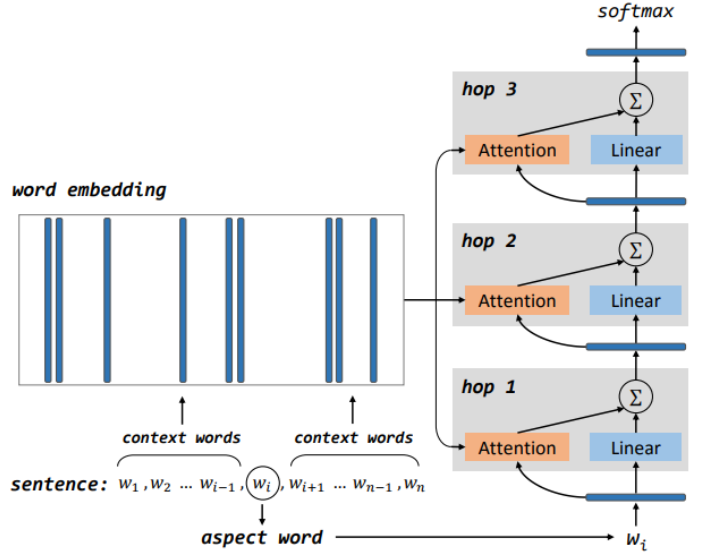 softmax
hop 3
Σ
Attention
Linear
word embedding
hop 2
Σ
Attention
Linear
hop 1
Σ
Attention
Linear
context words
context words
sentence: w₁ ,w₂ … wᵢ₋₁ , wᵢ , wᵢ₊₁ … wₙ₋₁, wₙ
aspect word
wᵢ